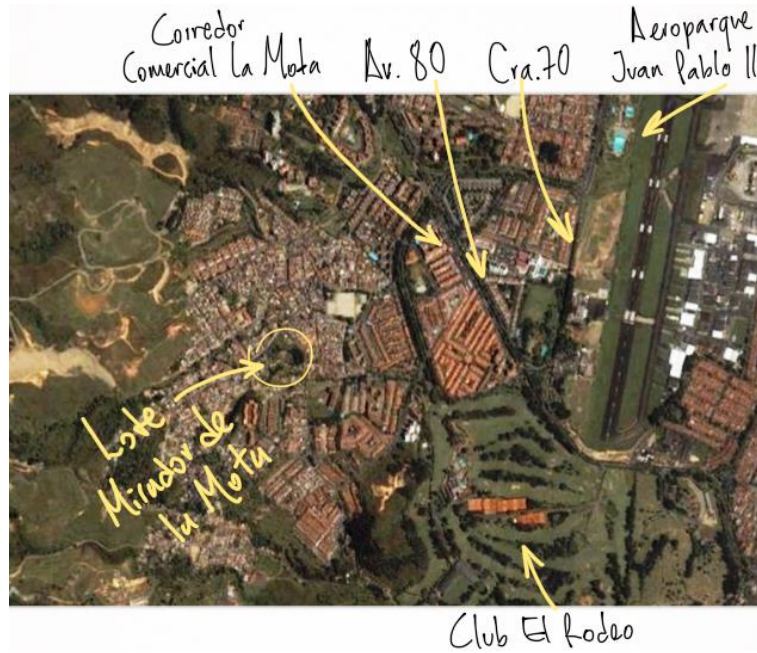 Corredor
Comercial La Mota
Av. 80
Cra.70
Aeroparque
Juan Pablo II
Lote
Mirador de
la Mota
Club El Rodeo